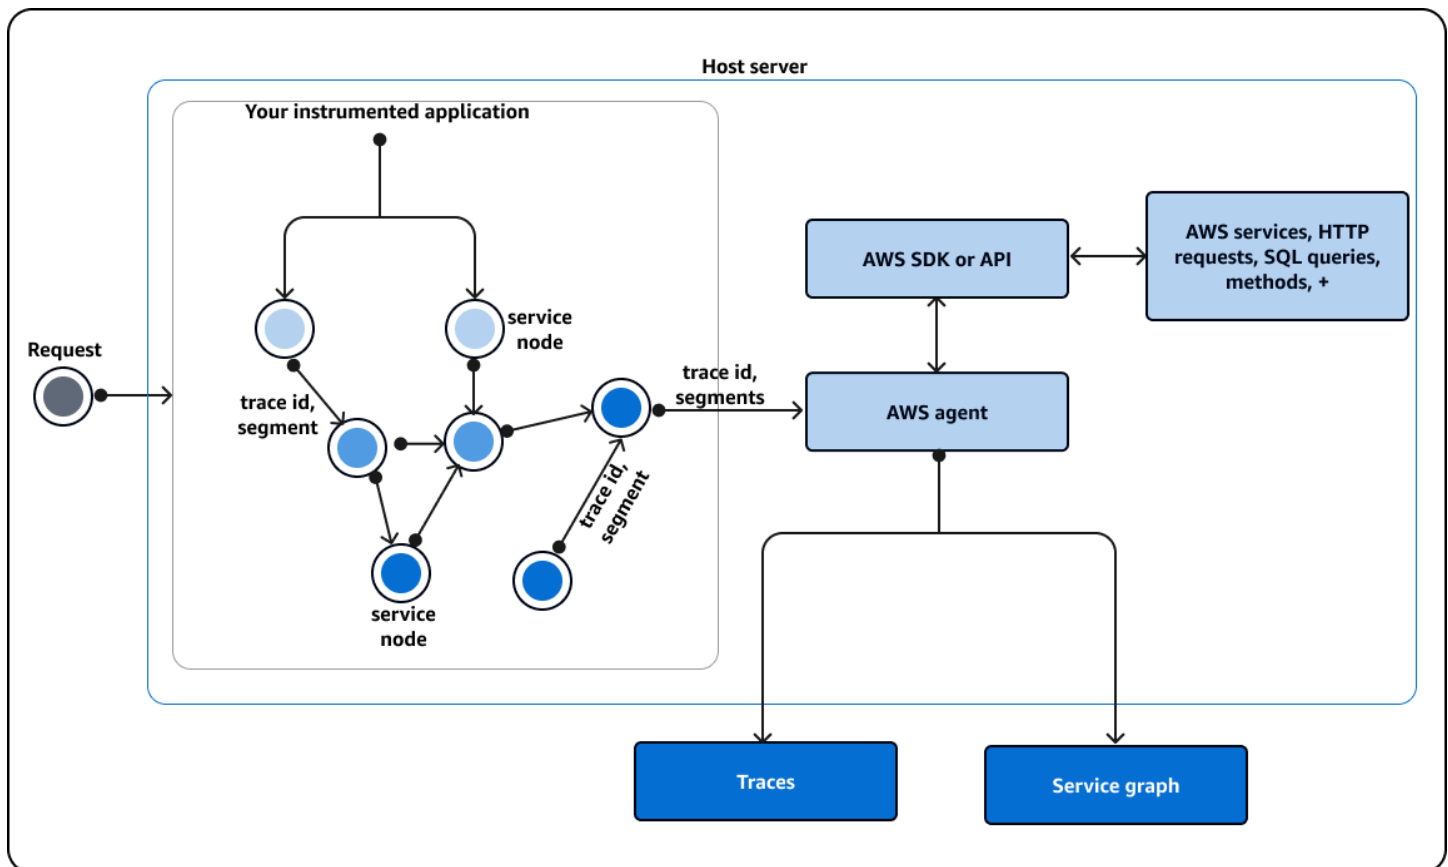 Host server
Your instrumented application
service
node
Request
trace id,
segment
trace id,
segments
trace id,
segment
service
node
AWS SDK or API
AWS services, HTTP
requests, SQL queries,
methods, +
AWS agent
Traces
Service graph